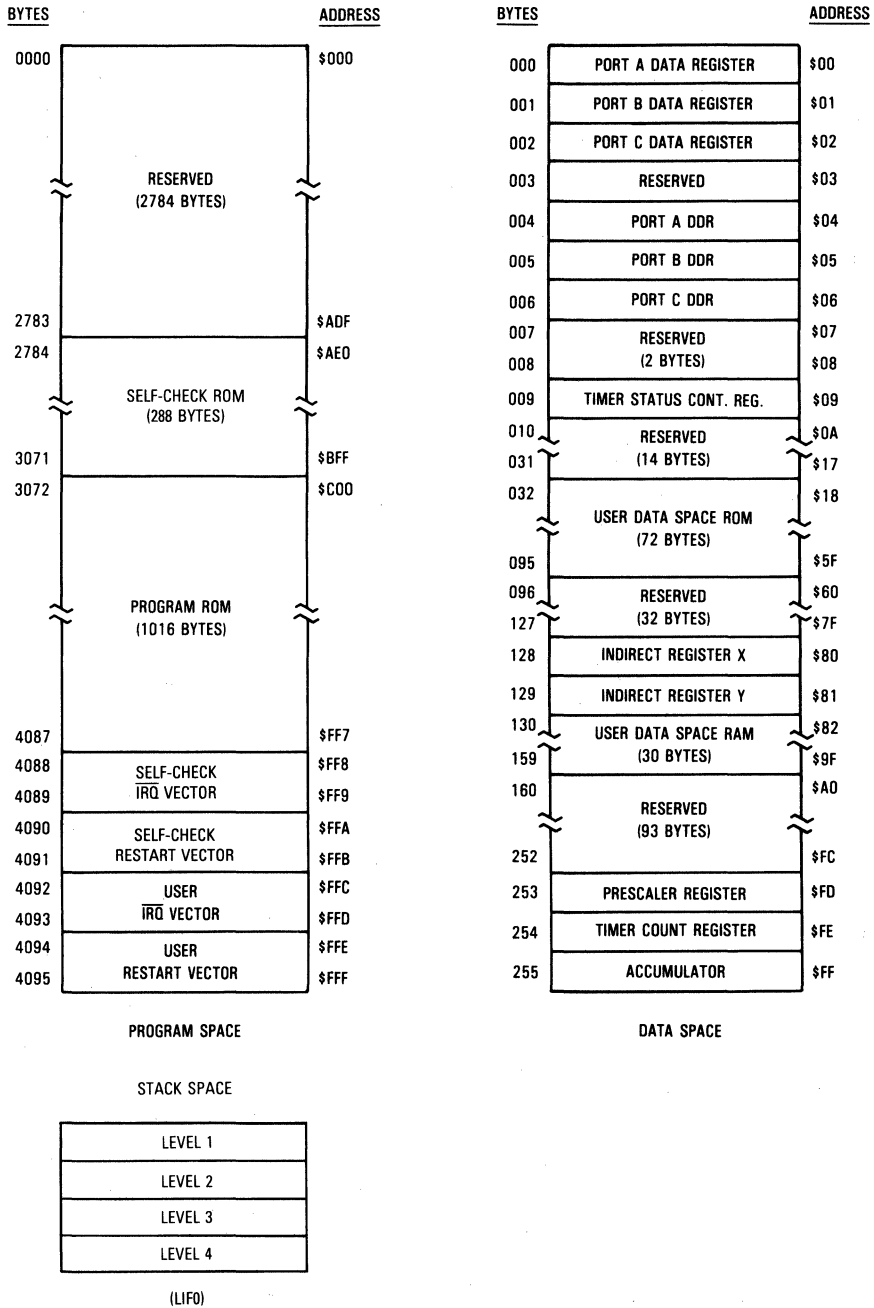 BYTES ADDRESS
0000 $000
RESERVED
(2784 BYTES)
2783 $ADF
2784 $AE0
SELF-CHECK ROM
(288 BYTES)
3071 $BFF
3072 $C00
PROGRAM ROM
(1016 BYTES)
4087 $FF7
4088 $FF8
SELF-CHECK
IRQ VECTOR
4089 $FF9
4090 $FFA
SELF-CHECK
RESTART VECTOR
4091 $FFB
4092 $FFC
USER
IRQ VECTOR
4093 $FFD
4094 $FFE
USER
RESTART VECTOR
4095 $FFF
PROGRAM SPACE
STACK SPACE
LEVEL 1
LEVEL 2
LEVEL 3
LEVEL 4
(LIFO)
BYTES ADDRESS
000 PORT A DATA REGISTER $00
001 PORT B DATA REGISTER $01
002 PORT C DATA REGISTER $02
003 RESERVED $03
004 PORT A DDR $04
005 PORT B DDR $05
006 PORT C DDR $06
007 $07
RESERVED
(2 BYTES)
008 $08
009 TIMER STATUS CONT. REG. $09
010 $0A
RESERVED
(14 BYTES)
031 $17
032 $18
USER DATA SPACE ROM
(72 BYTES)
095 $5F
096 $60
RESERVED
(32 BYTES)
127 $7F
128 INDIRECT REGISTER X $80
129 INDIRECT REGISTER Y $81
130 $82
USER DATA SPACE RAM
(30 BYTES)
159 $9F
160 $A0
RESERVED
(93 BYTES)
252 $FC
253 PRESCALER REGISTER $FD
254 TIMER COUNT REGISTER $FE
255 ACCUMULATOR $FF
DATA SPACE